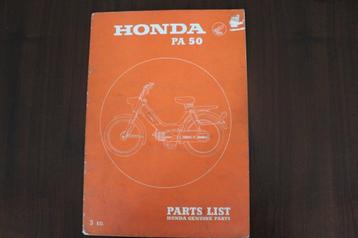 HONDA
PA 50
PARTS LIST
HONDA GENUINE PARTS
3 ED.